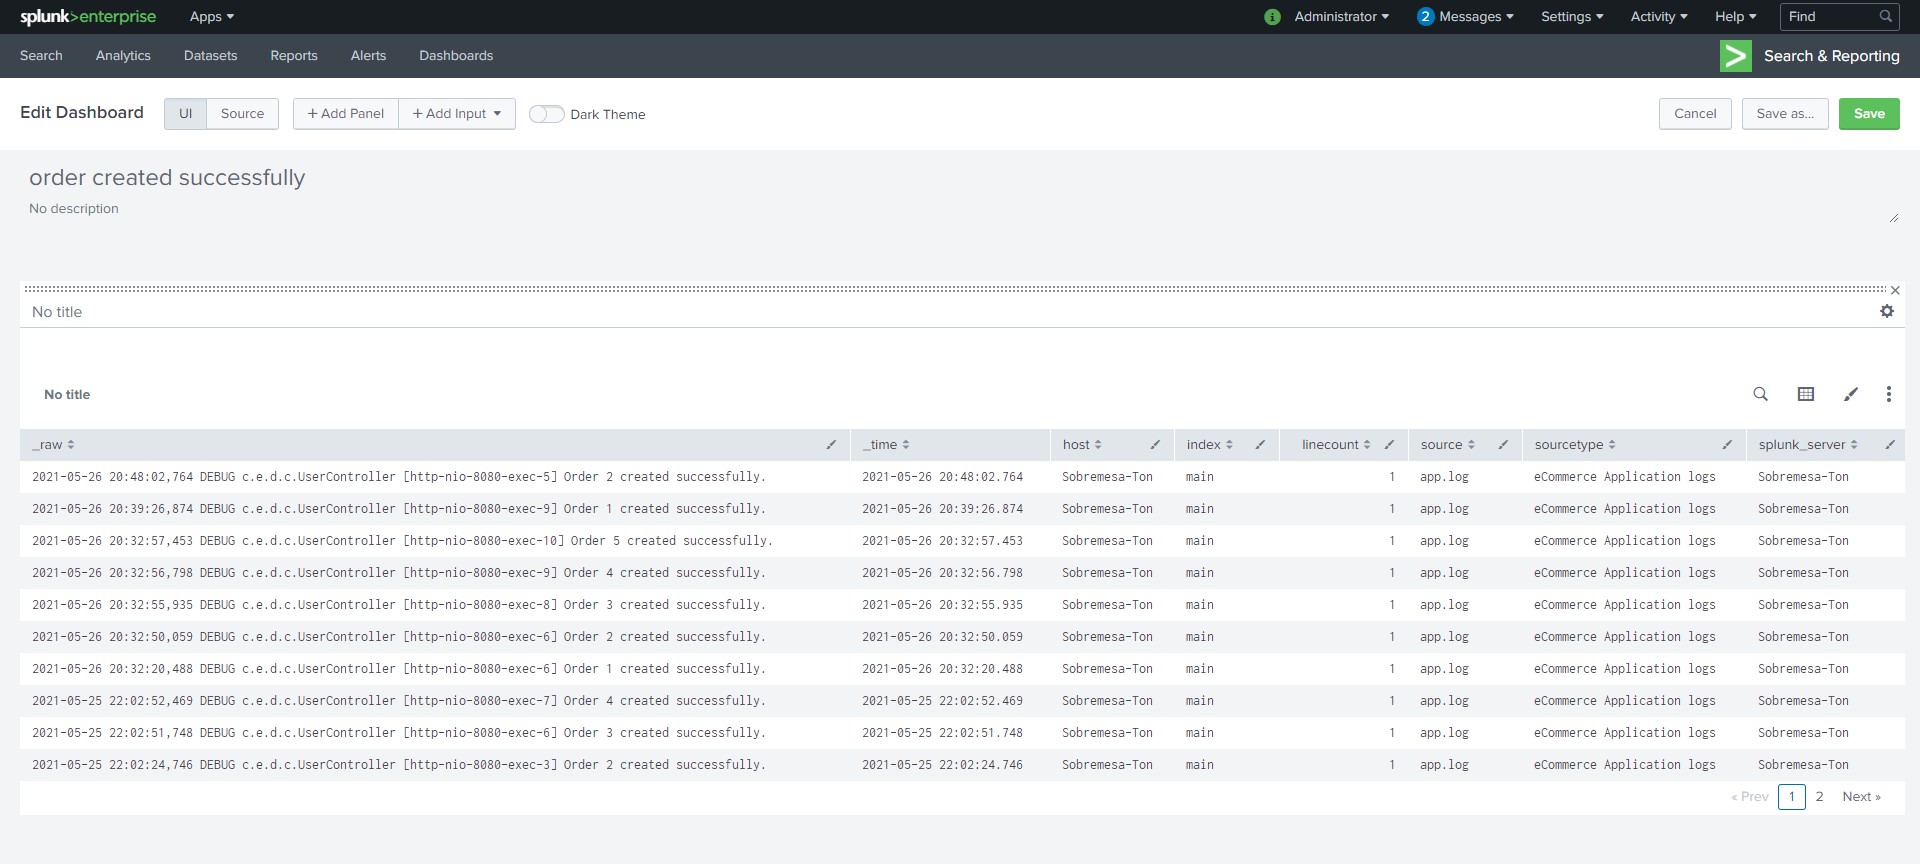 splunk>enterprise Apps Administrator 2 Messages Settings Activity Help Find
Search Analytics Datasets Reports Alerts Dashboards Search & Reporting
Edit Dashboard UI Source + Add Panel + Add Input Dark Theme Cancel Save as... Save
order created successfully
No description
No title
No title
_raw _time host index linecount source sourcetype splunk_server
2021-05-26 20:48:02,764 DEBUG c.e.d.c.UserController [http-nio-8080-exec-5] Order 2 created successfully. 2021-05-26 20:48:02.764 Sobremesa-Ton main 1 app.log eCommerce Application logs Sobremesa-Ton
2021-05-26 20:39:26,874 DEBUG c.e.d.c.UserController [http-nio-8080-exec-9] Order 1 created successfully. 2021-05-26 20:39:26.874 Sobremesa-Ton main 1 app.log eCommerce Application logs Sobremesa-Ton
2021-05-26 20:32:57,453 DEBUG c.e.d.c.UserController [http-nio-8080-exec-10] Order 5 created successfully. 2021-05-26 20:32:57.453 Sobremesa-Ton main 1 app.log eCommerce Application logs Sobremesa-Ton
2021-05-26 20:32:56,798 DEBUG c.e.d.c.UserController [http-nio-8080-exec-9] Order 4 created successfully. 2021-05-26 20:32:56.798 Sobremesa-Ton main 1 app.log eCommerce Application logs Sobremesa-Ton
2021-05-26 20:32:55,935 DEBUG c.e.d.c.UserController [http-nio-8080-exec-8] Order 3 created successfully. 2021-05-26 20:32:55.935 Sobremesa-Ton main 1 app.log eCommerce Application logs Sobremesa-Ton
2021-05-26 20:32:50,059 DEBUG c.e.d.c.UserController [http-nio-8080-exec-6] Order 2 created successfully. 2021-05-26 20:32:50.059 Sobremesa-Ton main 1 app.log eCommerce Application logs Sobremesa-Ton
2021-05-26 20:32:20,488 DEBUG c.e.d.c.UserController [http-nio-8080-exec-6] Order 1 created successfully. 2021-05-26 20:32:20.488 Sobremesa-Ton main 1 app.log eCommerce Application logs Sobremesa-Ton
2021-05-25 22:02:52,469 DEBUG c.e.d.c.UserController [http-nio-8080-exec-7] Order 4 created successfully. 2021-05-25 22:02:52.469 Sobremesa-Ton main 1 app.log eCommerce Application logs Sobremesa-Ton
2021-05-25 22:02:51,748 DEBUG c.e.d.c.UserController [http-nio-8080-exec-6] Order 3 created successfully. 2021-05-25 22:02:51.748 Sobremesa-Ton main 1 app.log eCommerce Application logs Sobremesa-Ton
2021-05-25 22:02:24,746 DEBUG c.e.d.c.UserController [http-nio-8080-exec-3] Order 2 created successfully. 2021-05-25 22:02:24.746 Sobremesa-Ton main 1 app.log eCommerce Application logs Sobremesa-Ton
« Prev 1 2 Next »